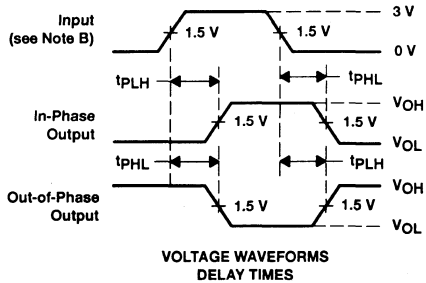 Input
(see Note B)
1.5 V
1.5 V
3 V
0 V
tPLH
tPHL
In-Phase
Output
1.5 V
1.5 V
VOH
VOL
tPHL
tPLH
Out-of-Phase
Output
1.5 V
1.5 V
VOH
VOL
VOLTAGE WAVEFORMS
DELAY TIMES